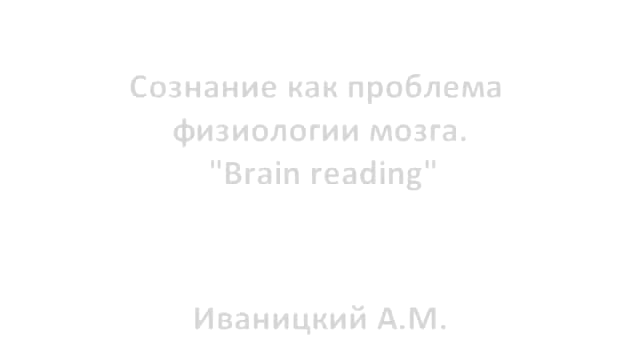 Сознание как проблема
физиологии мозга.
"Brain reading"
Иваницкий А.М.